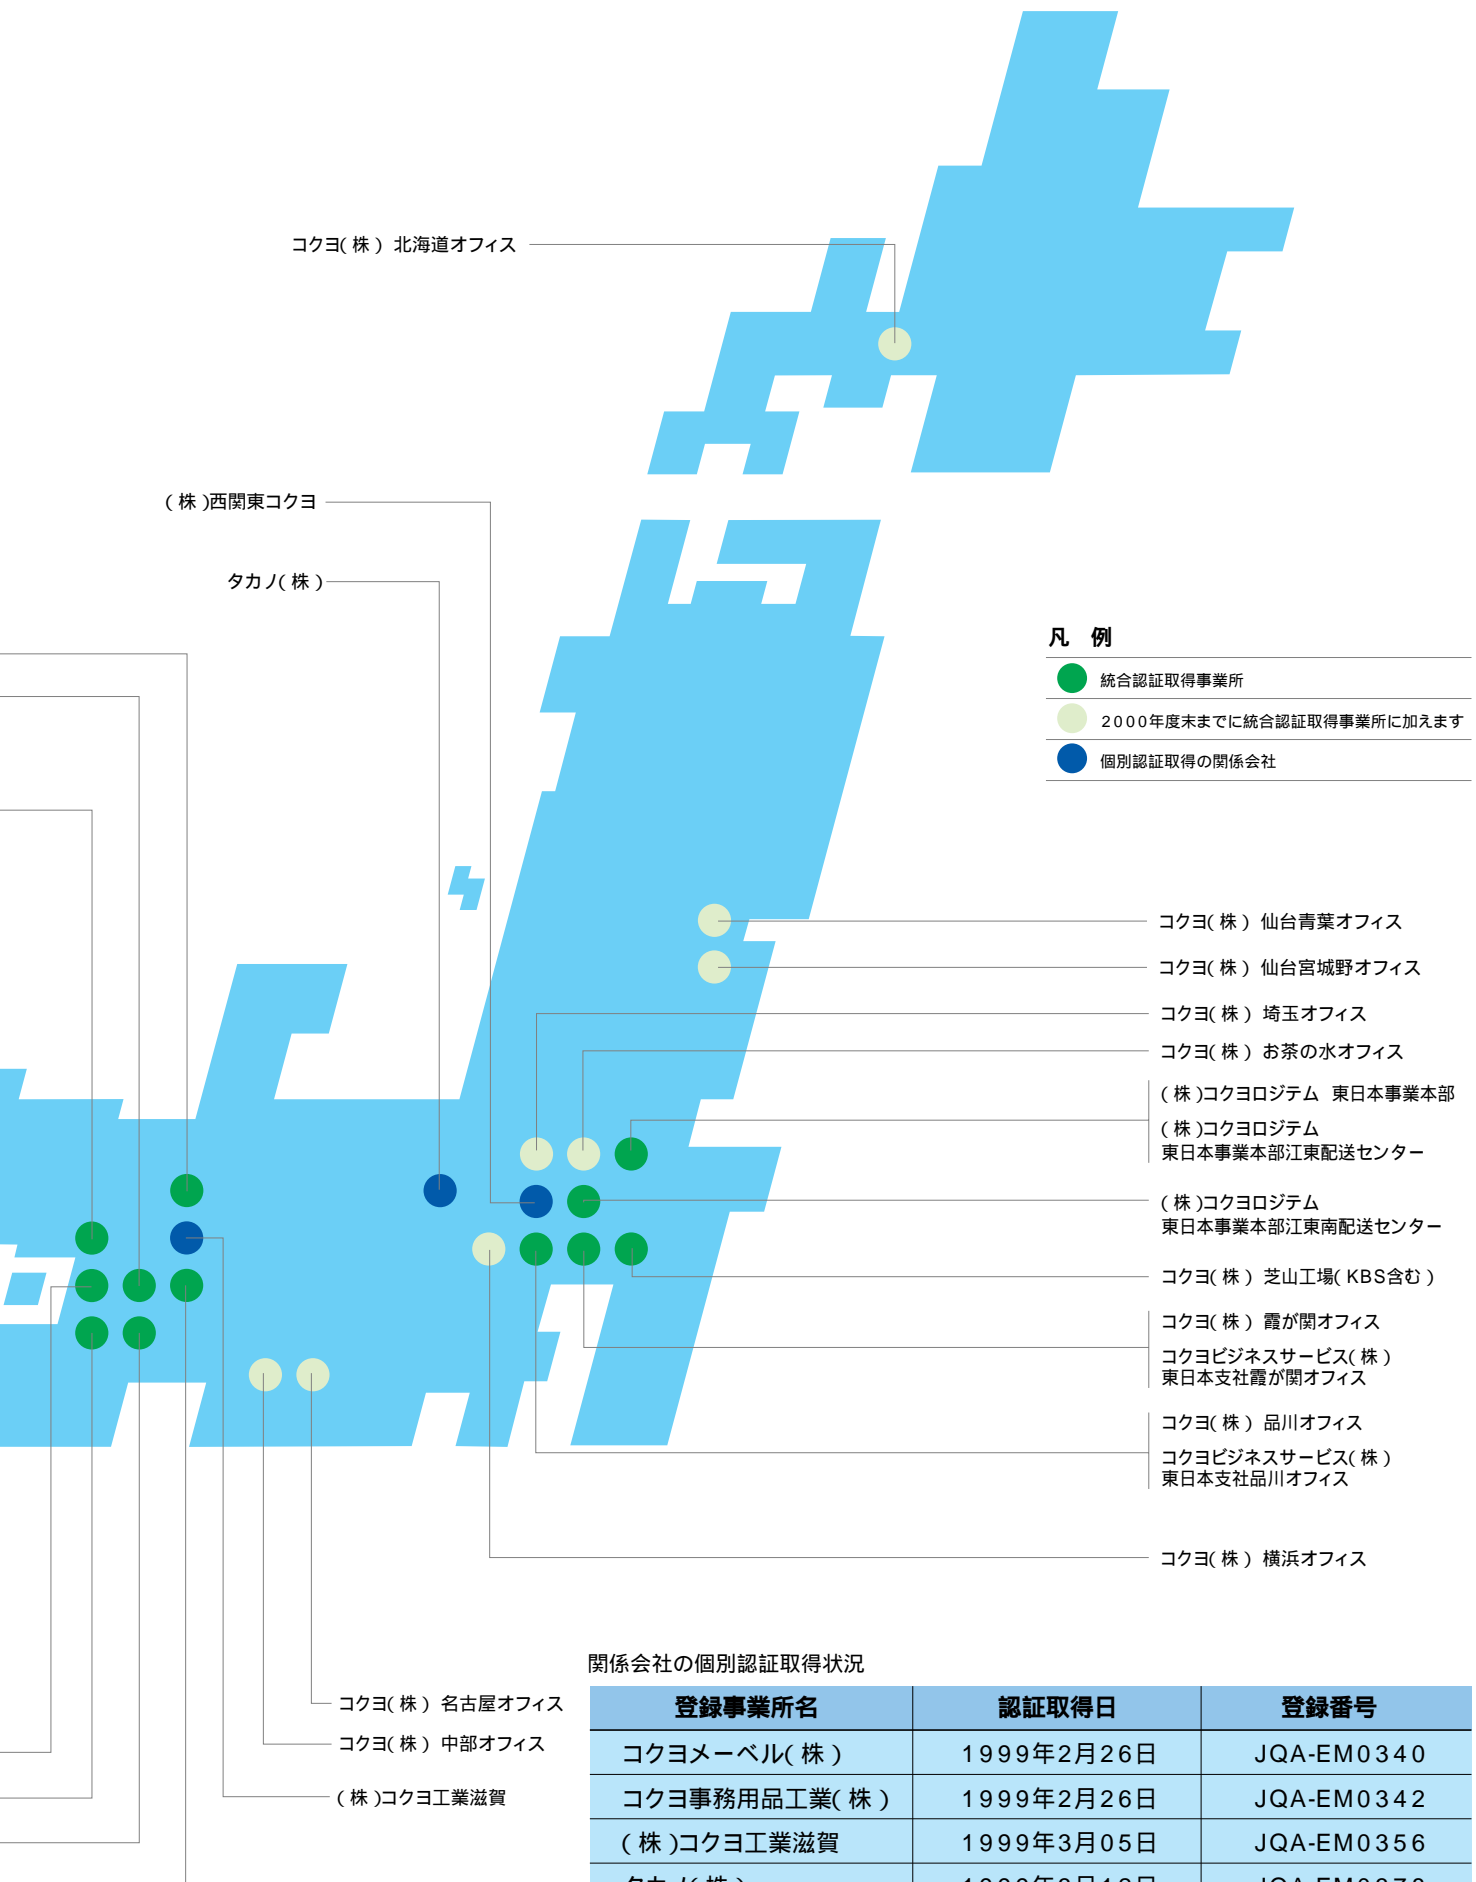 コクヨ(株) 北海道オフィス
(株)西関東コクヨ
タカノ(株)
凡 例
統合認証取得事業所
2000年度末までに統合認証取得事業所に加えます
個別認証取得の関係会社
コクヨ(株) 仙台青葉オフィス
コクヨ(株) 仙台宮城野オフィス
コクヨ(株) 埼玉オフィス
コクヨ(株) お茶の水オフィス
(株)コクヨロジテム 東日本事業本部
(株)コクヨロジテム
東日本事業本部江東配送センター
(株)コクヨロジテム
東日本事業本部江東南配送センター
コクヨ(株) 芝山工場(KBS含む)
コクヨ(株) 霞が関オフィス
コクヨビジネスサービス(株)
東日本支社霞が関オフィス
コクヨ(株) 品川オフィス
コクヨビジネスサービス(株)
東日本支社品川オフィス
コクヨ(株) 横浜オフィス
コクヨ(株) 名古屋オフィス
コクヨ(株) 中部オフィス
(株)コクヨ工業滋賀
関係会社の個別認証取得状況
登録事業所名 認証取得日 登録番号
コクヨメーベル(株) 1999年2月26日 JQA-EM0340
コクヨ事務用品工業(株) 1999年2月26日 JQA-EM0342
(株)コクヨ工業滋賀 1999年3月05日 JQA-EM0356